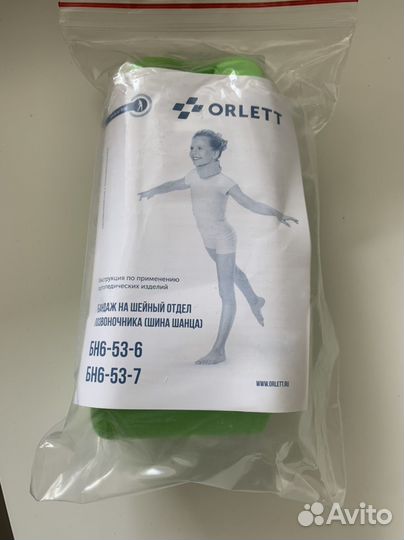 ORLETT
Инструкция по применению
ортопедических изделий
БАНДАЖ НА ШЕЙНЫЙ ОТДЕЛ
ПОЗВОНОЧНИКА (ШИНА ШАНЦА)
БН6-53-6
БН6-53-7
WWW.ORLETT.RU
Avito